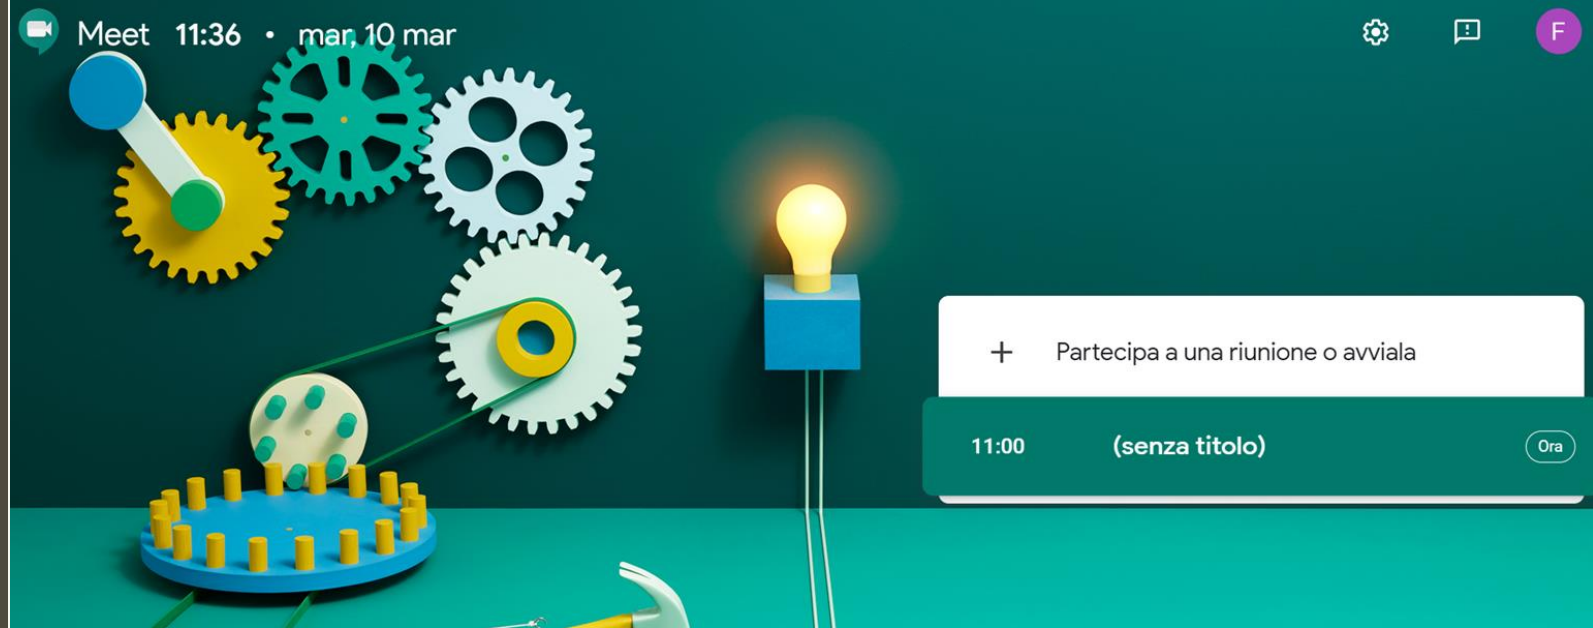 Meet 11:36 • mar, 10 mar
F
+ Partecipa a una riunione o avviala
11:00 (senza titolo) Ora